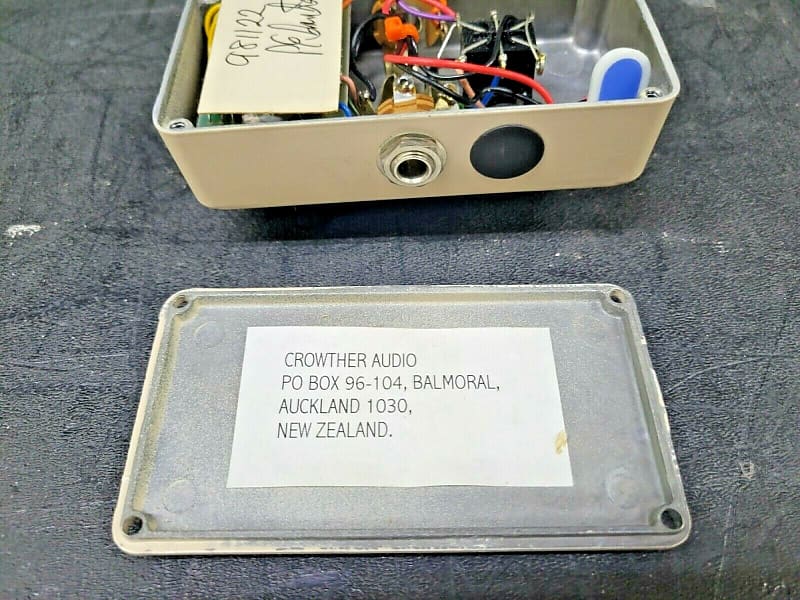 981122
CROWTHER AUDIO
PO BOX 96-104, BALMORAL,
AUCKLAND 1030,
NEW ZEALAND.